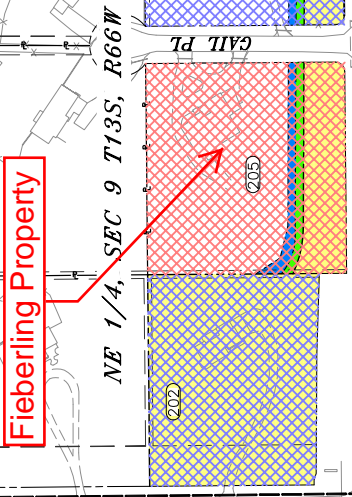 GAIL PL
NE 1/4, SEC 9 T13S, R66W
Fieberling Property
205
202